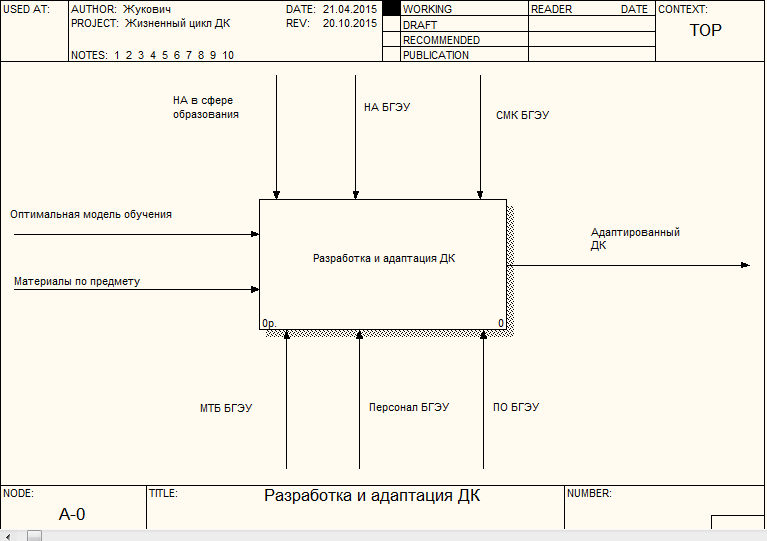 USED AT:
AUTHOR: Жукович
DATE: 21.04.2015
PROJECT: Жизненный цикл ДК
REV: 20.10.2015
NOTES: 1 2 3 4 5 6 7 8 9 10
WORKING
DRAFT
RECOMMENDED
PUBLICATION
READER
DATE
CONTEXT:
TOP
НА в сфере
образования
НА БГЭУ
СМК БГЭУ
Оптимальная модель обучения
Материалы по предмету
Разработка и адаптация ДК
0р.
0
Адаптированный
ДК
МТБ БГЭУ
Персонал БГЭУ
ПО БГЭУ
NODE:
A-0
TITLE:
Разработка и адаптация ДК
NUMBER: